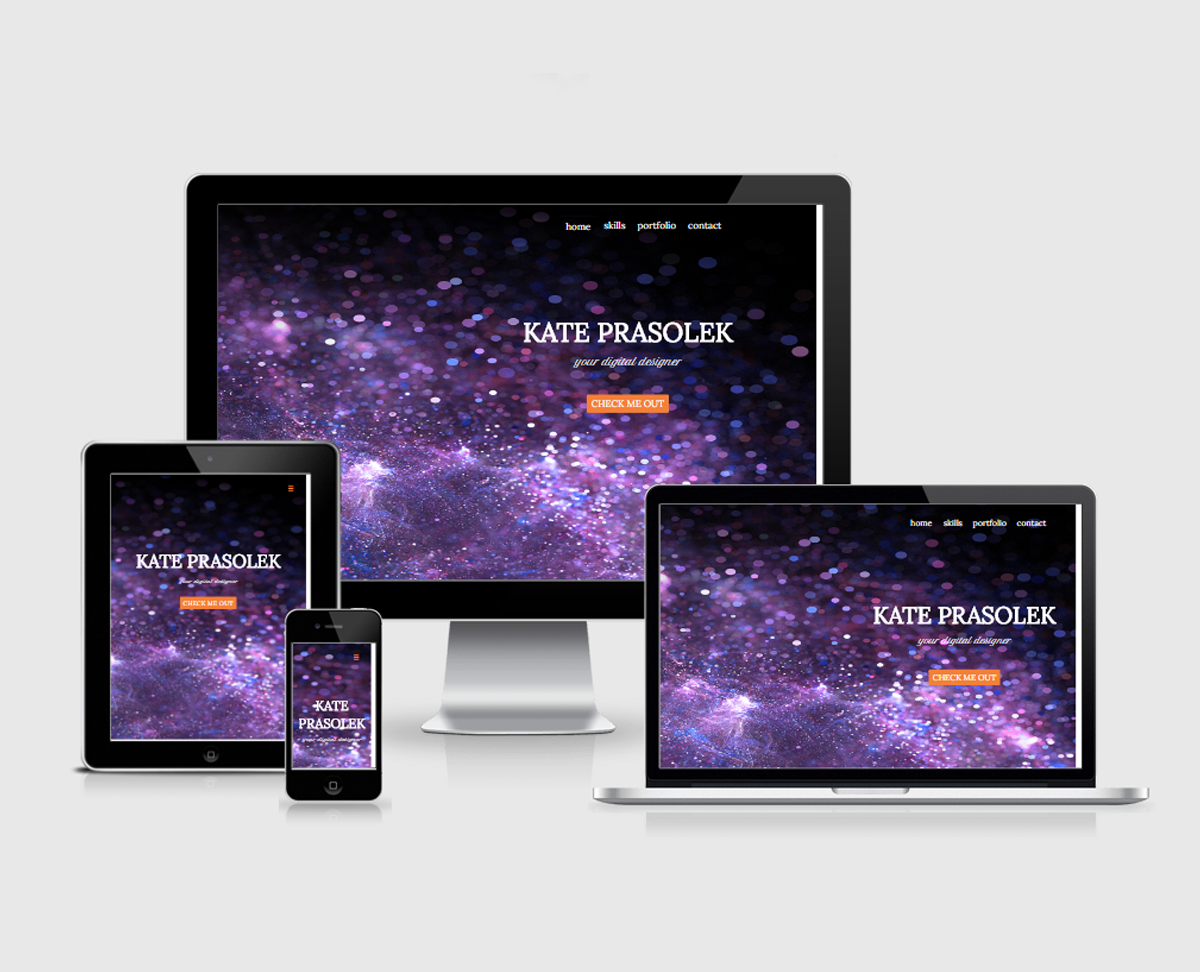 home skills portfolio contact
KATE PRASOLEK
your digital designer
CHECK ME OUT
KATE PRASOLEK
your digital designer
CHECK ME OUT
KATE
PRASOLEK
your digital designer
home skills portfolio contact
KATE PRASOLEK
your digital designer
CHECK ME OUT